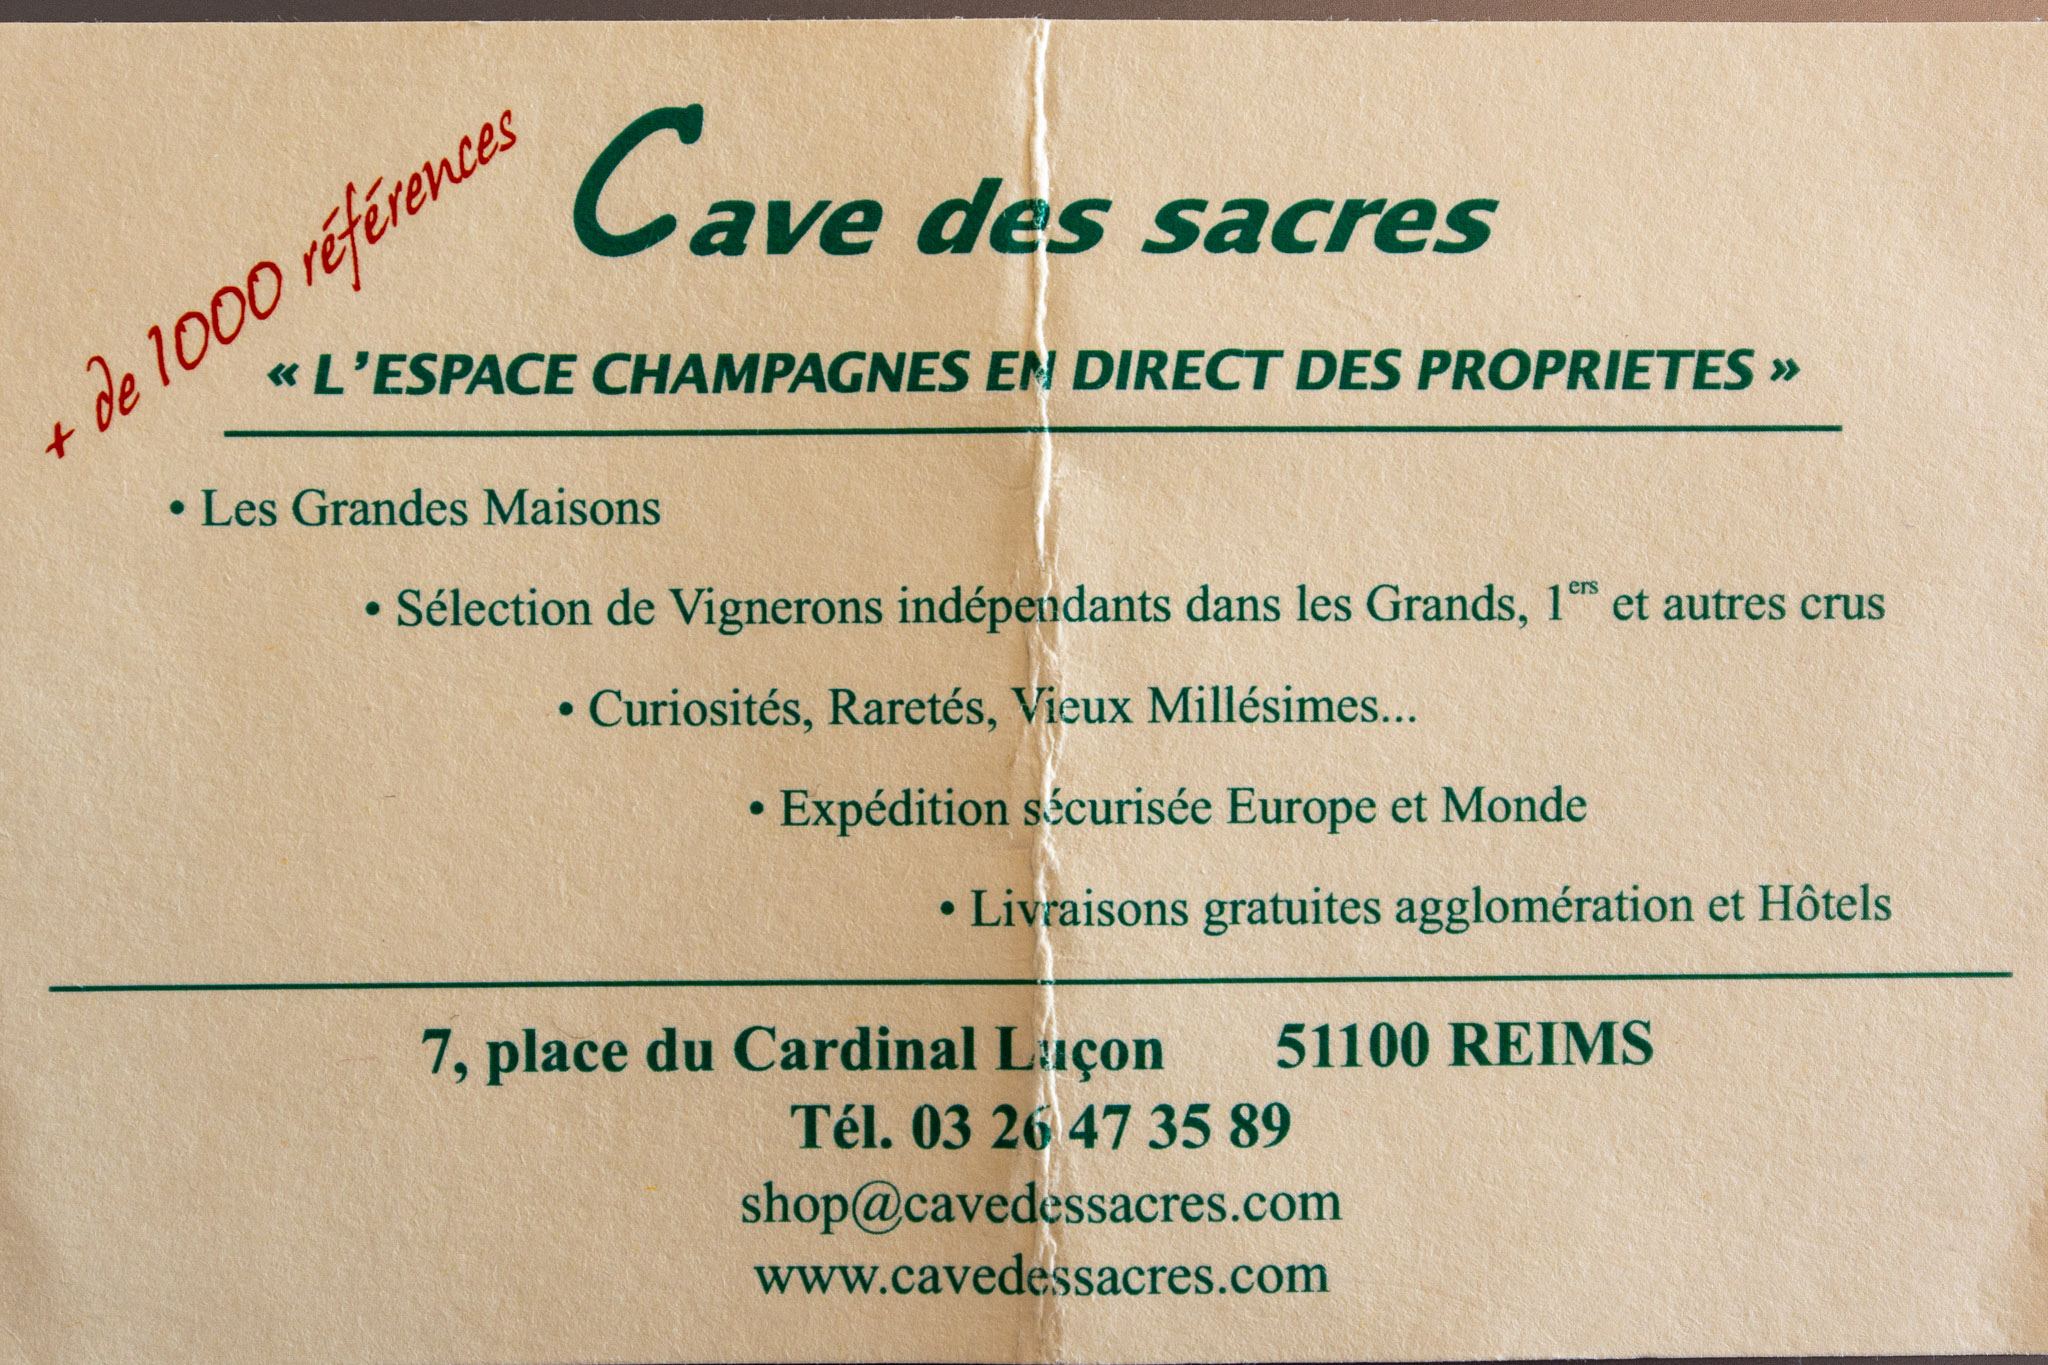 + de 1000 références
Cave des sacres
« L'ESPACE CHAMPAGNES EN DIRECT DES PROPRIETES »
• Les Grandes Maisons
• Sélection de Vignerons indépendants dans les Grands, 1ers et autres crus
• Curiosités, Raretés, Vieux Millésimes...
• Expédition sécurisée Europe et Monde
• Livraisons gratuites agglomération et Hôtels
7, place du Cardinal Luçon 51100 REIMS
Tél. 03 26 47 35 89
shop@cavedessacres.com
www.cavedessacres.com